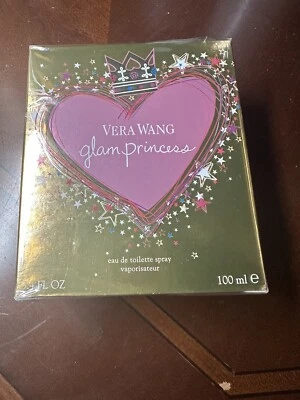 VERA WANG
glam princess
eau de toilette spray
vaporisateur
FL OZ
100 ml e